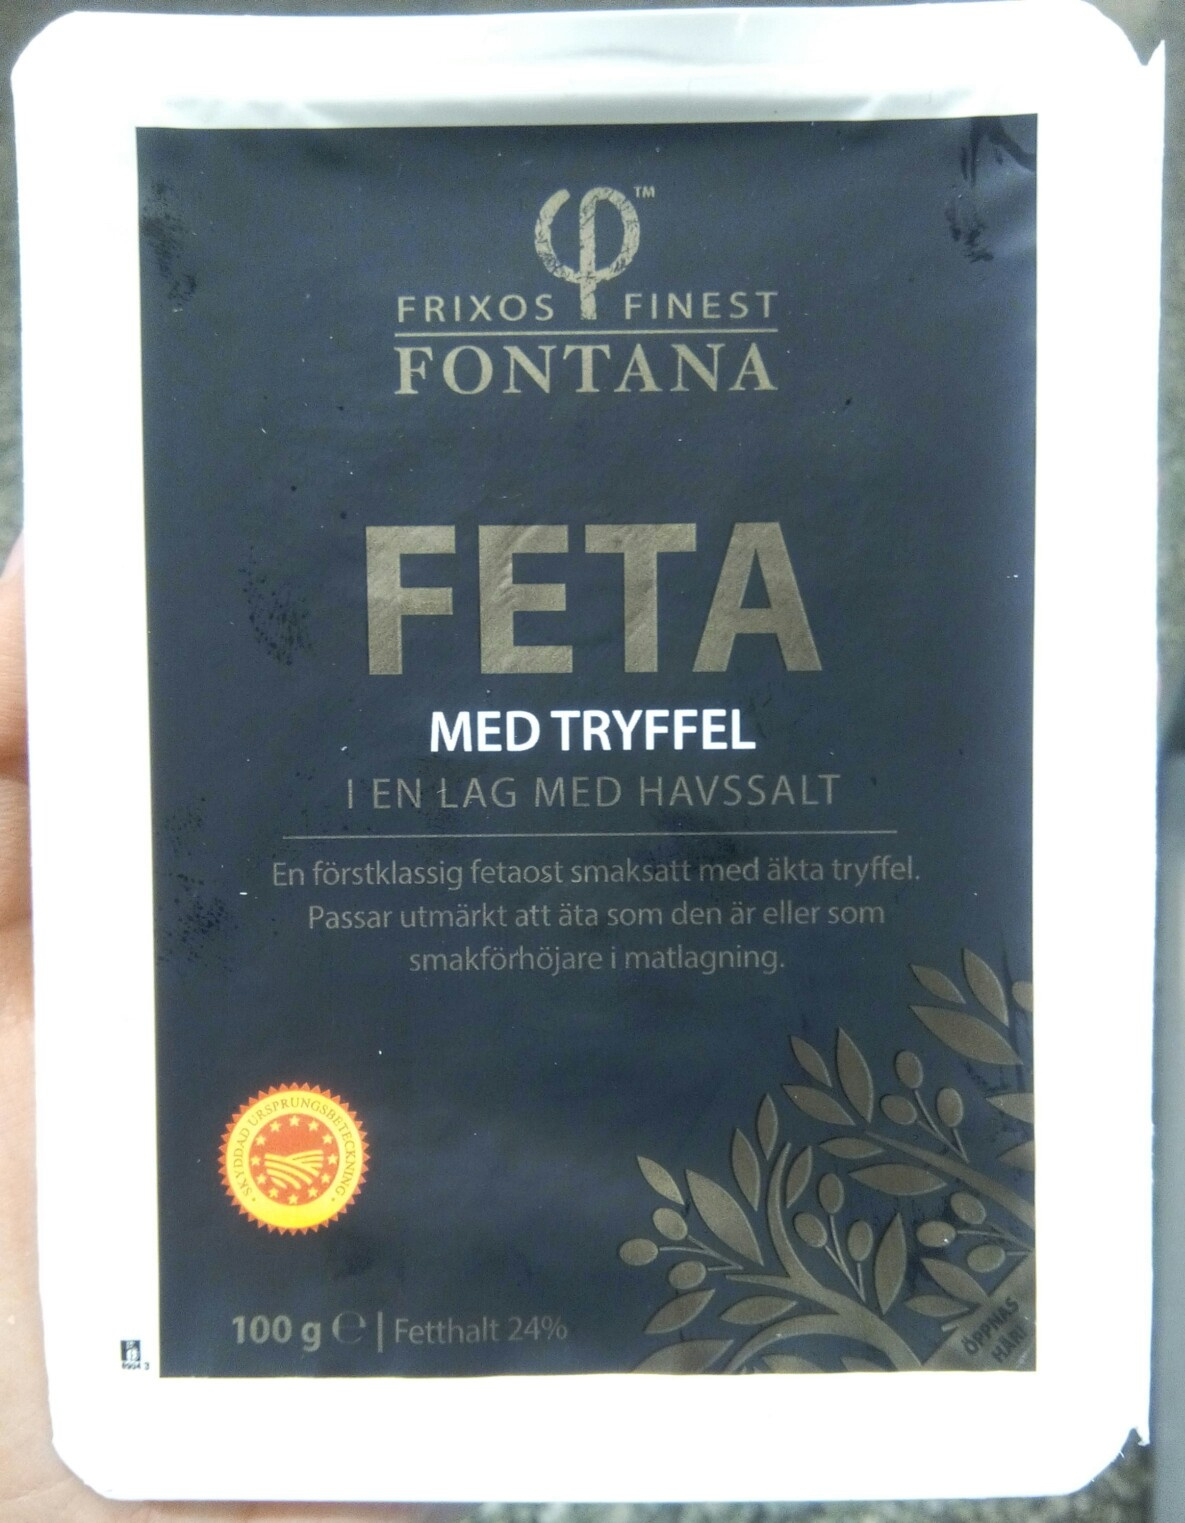 φ™
FRIXOS FINEST
FONTANA
FETA
MED TRYFFEL
I EN LAG MED HAVSSALT
En förstklassig fetaost smaksatt med äkta tryffel.
Passar utmärkt att äta som den är eller som
smakförhöjare i matlagning.
SKYDDAD URSPRUNGSBETECKNING
100 g ℮ | Fetthalt 24%
ÖPPNAS
HÄR!